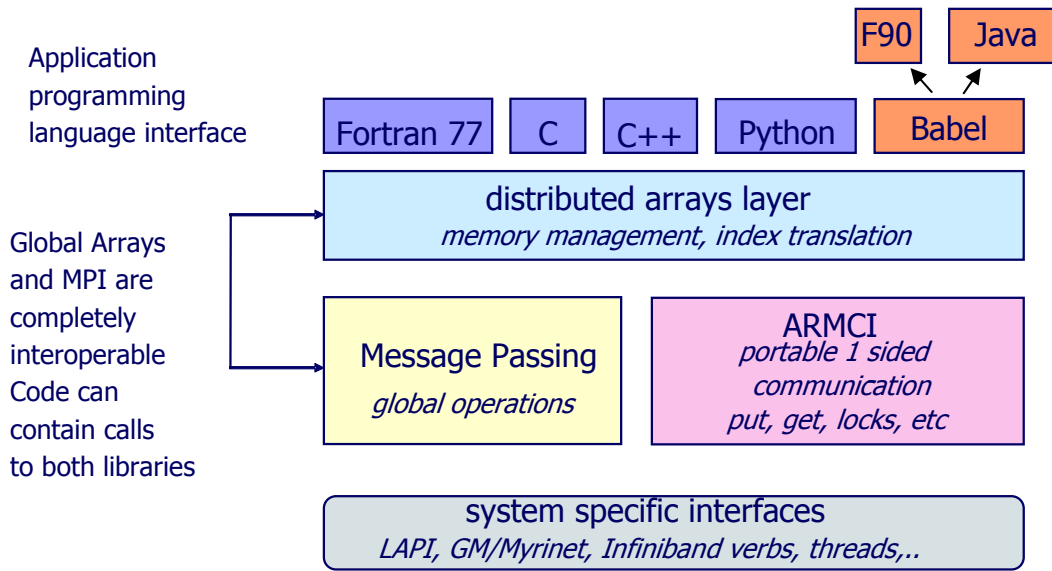 F90
Java
Application
programming
language interface
Fortran 77
C
C++
Python
Babel
distributed arrays layer
memory management, index translation
Global Arrays
and MPI are
completely
interoperable
Code can
contain calls
to both libraries
Message Passing
global operations
ARMCI
portable 1 sided
communication
put, get, locks, etc
system specific interfaces
LAPI, GM/Myrinet, Infiniband verbs, threads,..